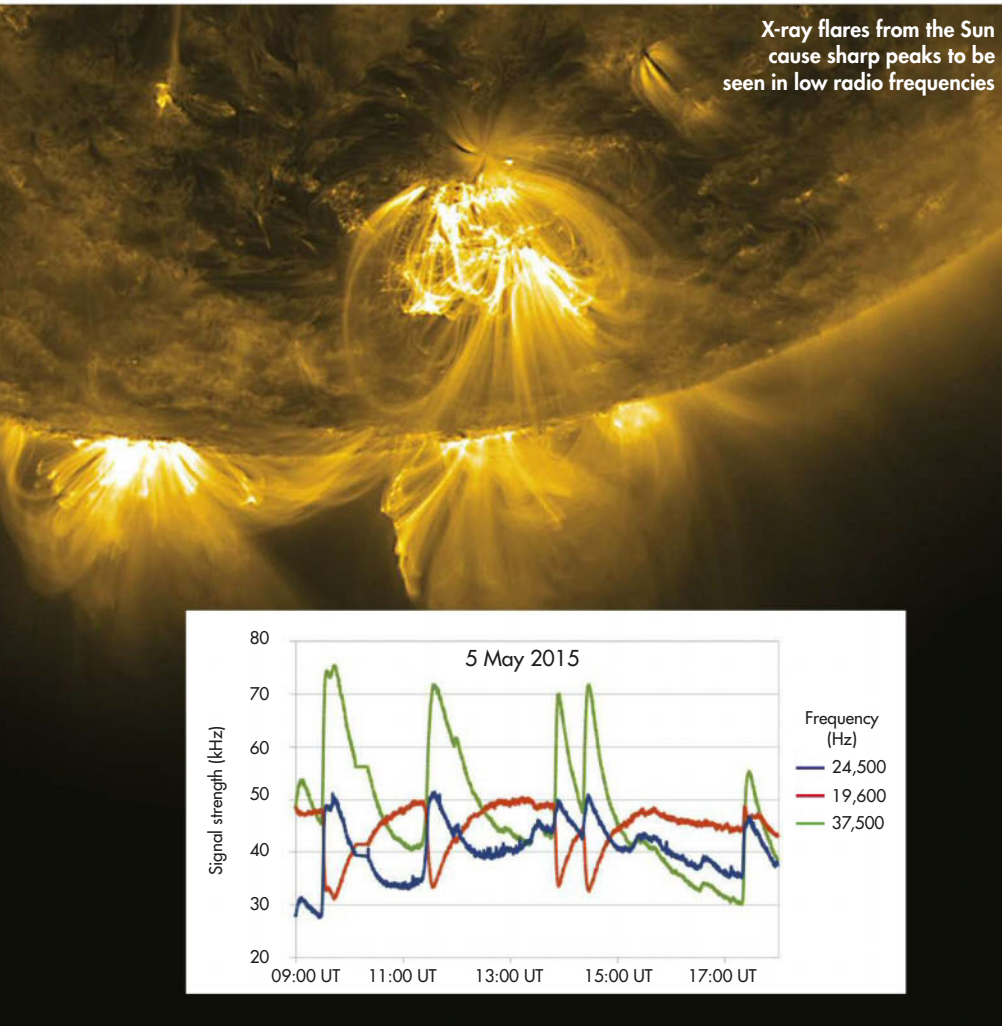 X-ray flares from the Sun
cause sharp peaks to be
seen in low radio frequencies
5 May 2015
Signal strength (kHz)
80
70
60
50
40
30
20
09:00 UT 11:00 UT 13:00 UT 15:00 UT 17:00 UT
Frequency
(Hz)
24,500
19,600
37,500